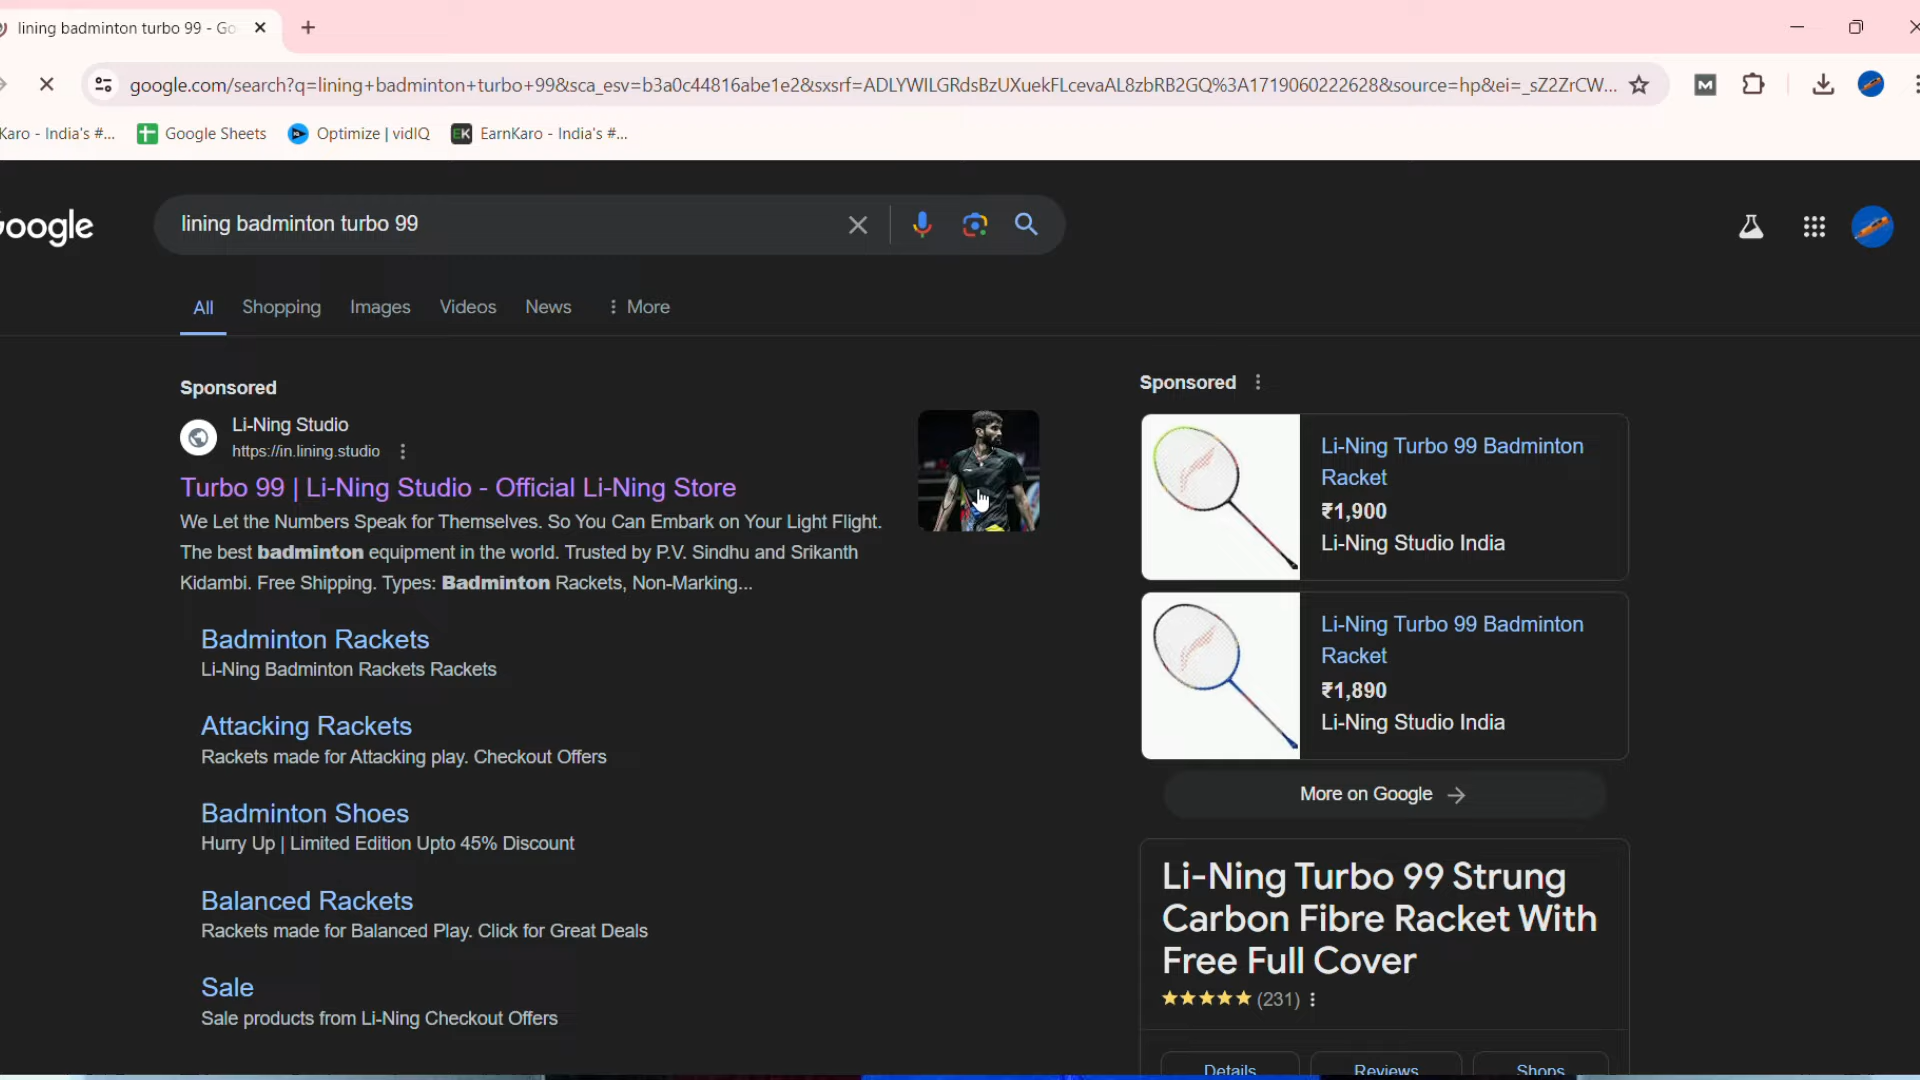 lining badminton turbo 99 - Go
google.com/search?q=lining+badminton+turbo+99&sca_esv=b3a0c44816abe1e2&sxsrf=ADLYWILGRdsBzUXuekFLcevaAL8zbRB2GQ%3A1719060222628&source=hp&ei=_sZ2ZrCW...
M
Karo - India's #...
Google Sheets
Optimize | vidIQ
EK
EarnKaro - India's #...
Google
lining badminton turbo 99
All
Shopping
Images
Videos
News
More
Sponsored
Li-Ning Studio
https://in.lining.studio
Turbo 99 | Li-Ning Studio - Official Li-Ning Store
We Let the Numbers Speak for Themselves. So You Can Embark on Your Light Flight.
The best badminton equipment in the world. Trusted by P.V. Sindhu and Srikanth
Kidambi. Free Shipping. Types: Badminton Rackets, Non-Marking...
Badminton Rackets
Li-Ning Badminton Rackets Rackets
Attacking Rackets
Rackets made for Attacking play. Checkout Offers
Badminton Shoes
Hurry Up | Limited Edition Upto 45% Discount
Balanced Rackets
Rackets made for Balanced Play. Click for Great Deals
Sale
Sale products from Li-Ning Checkout Offers
Sponsored
Li-Ning Turbo 99 Badminton
Racket
₹1,900
Li-Ning Studio India
Li-Ning Turbo 99 Badminton
Racket
₹1,890
Li-Ning Studio India
More on Google
Li-Ning Turbo 99 Strung
Carbon Fibre Racket With
Free Full Cover
(231)
Details
Reviews
Shops